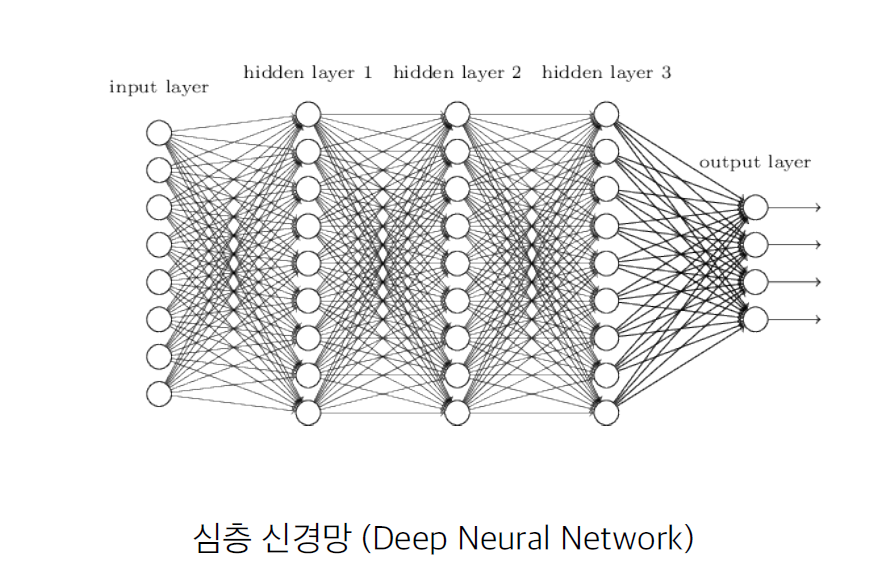 hidden layer 1 hidden layer 2 hidden layer 3
input layer
output layer
심층 신경망 (Deep Neural Network)